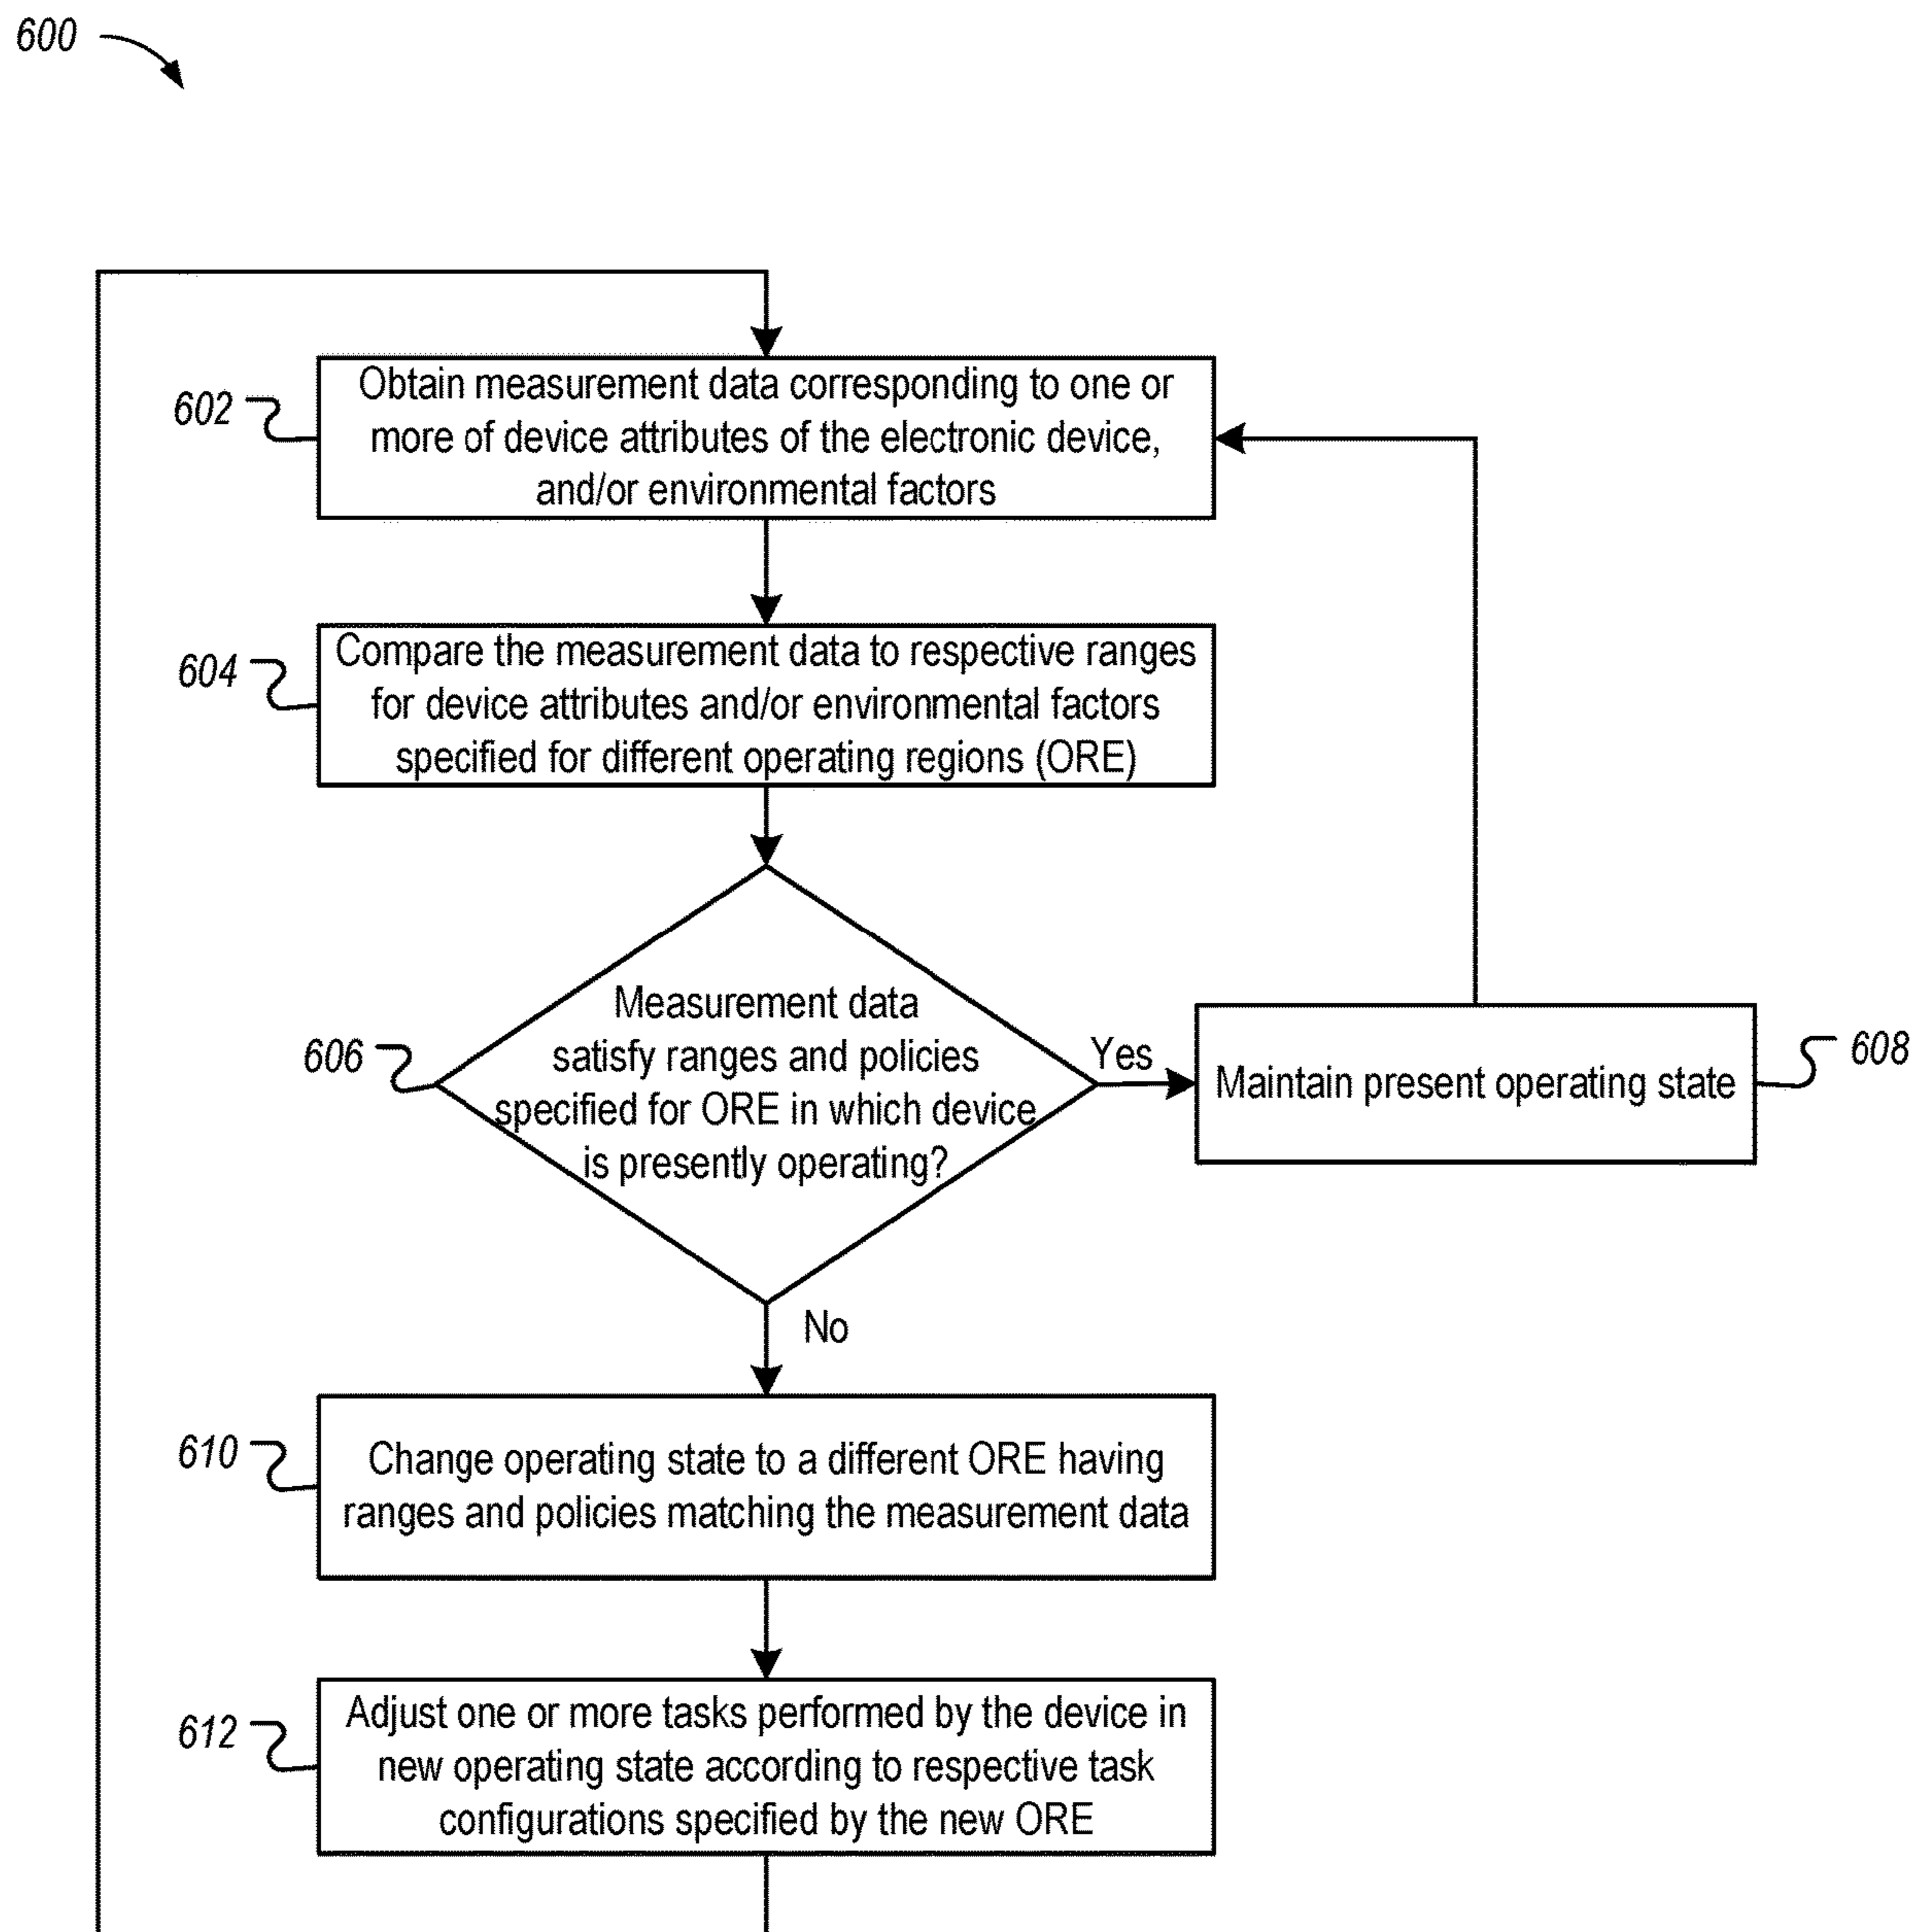 600
602
Obtain measurement data corresponding to one or
more of device attributes of the electronic device,
and/or environmental factors
604
Compare the measurement data to respective ranges
for device attributes and/or environmental factors
specified for different operating regions (ORE)
606
Measurement data
satisfy ranges and policies
specified for ORE in which device
is presently operating?
Yes
Maintain present operating state
608
No
610
Change operating state to a different ORE having
ranges and policies matching the measurement data
612
Adjust one or more tasks performed by the device in
new operating state according to respective task
configurations specified by the new ORE